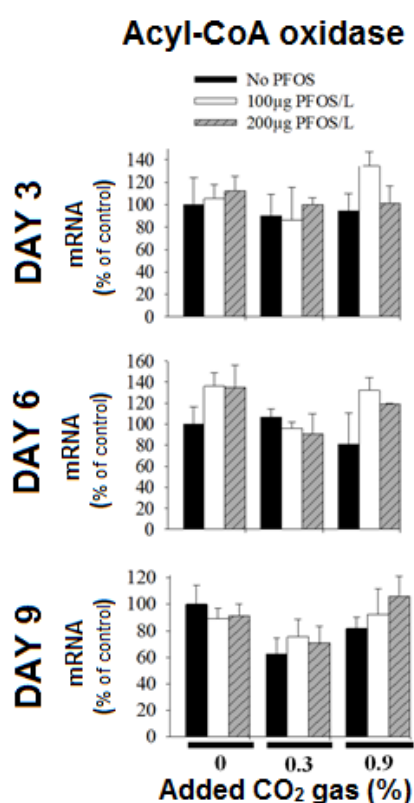 Acyl-CoA oxidase
No PFOS
100µg PFOS/L
200µg PFOS/L
DAY 3
mRNA
(% of control)
140
120
100
80
60
40
20
0
DAY 6
mRNA
(% of control)
160
140
120
100
80
60
40
20
0
DAY 9
mRNA
(% of control)
120
100
80
60
40
20
0
0 0.3 0.9
Added CO₂ gas (%)